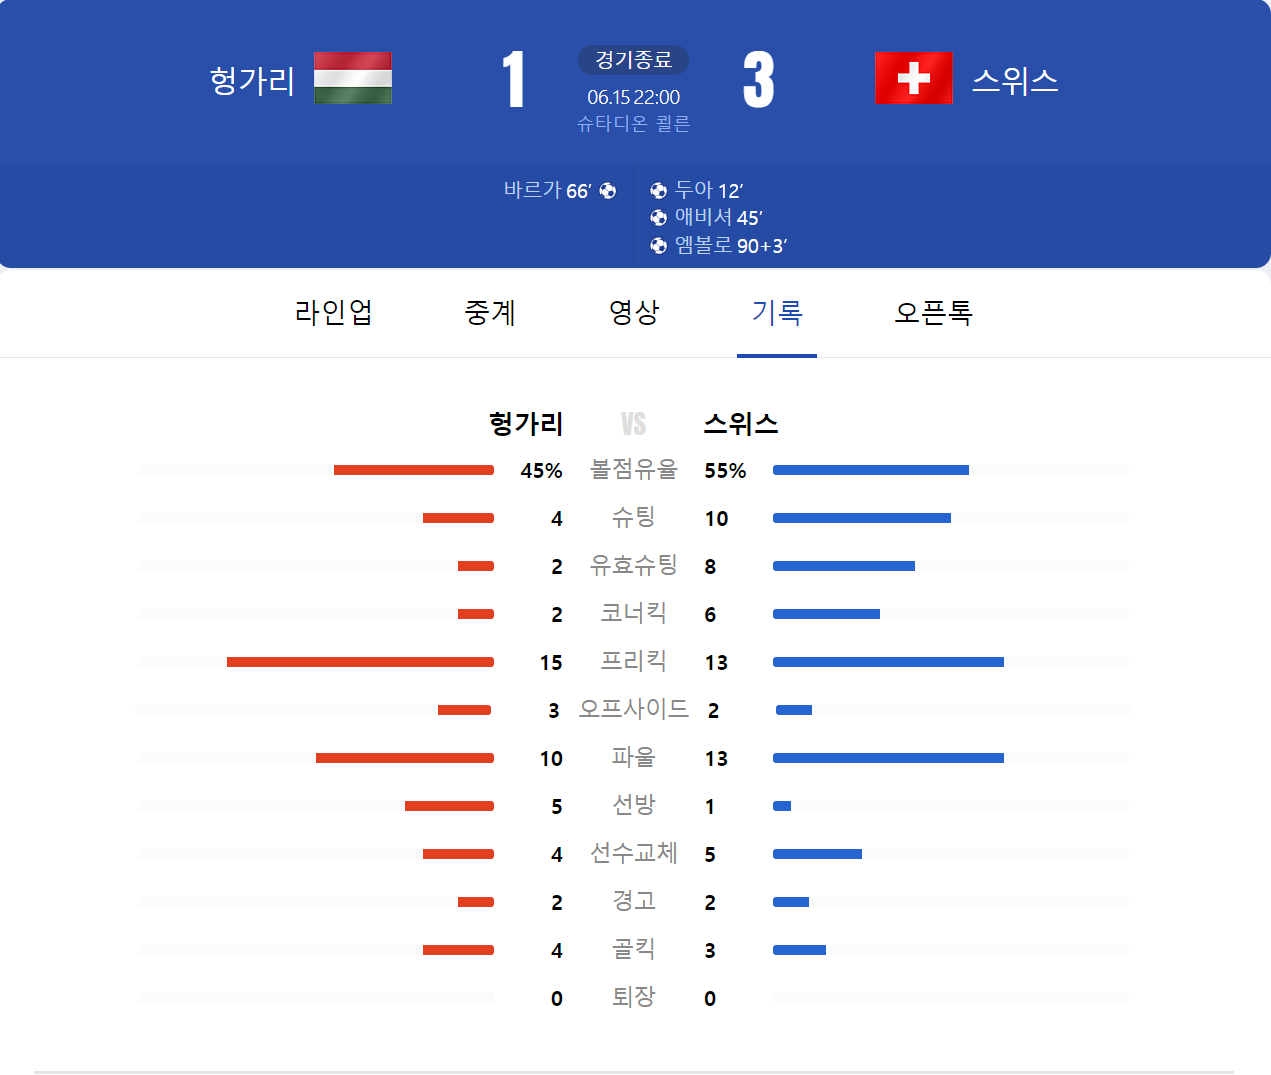 헝가리 1 경기종료 3 스위스
06.15 22:00
슈타디온 쾰른
바르가 66′ 두아 12′
애비셔 45′
엠볼로 90+3′
라인업 중계 영상 기록 오픈톡
헝가리 VS 스위스
45% 볼점유율 55%
4 슈팅 10
2 유효슈팅 8
2 코너킥 6
15 프리킥 13
3 오프사이드 2
10 파울 13
5 선방 1
4 선수교체 5
2 경고 2
4 골킥 3
0 퇴장 0